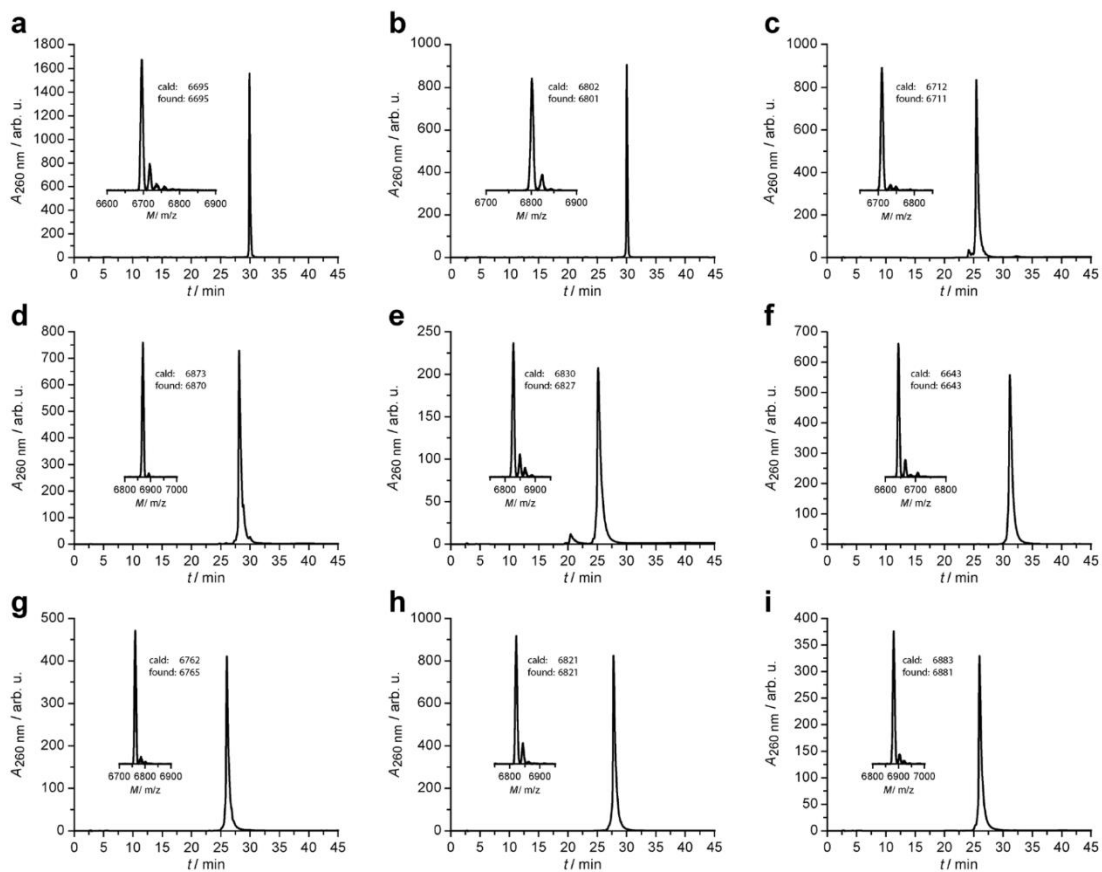 a
1800
1600
1400
1200
1000
800
600
400
200
0
A260 nm / arb. u.
cald: 6695
found: 6695
6600 6700 6800 6900
M/ m/z
0 5 10 15 20 25 30 35 40 45
t / min
b
1000
800
600
400
200
0
A260 nm / arb. u.
cald: 6802
found: 6801
6700 6800 6900
M/ m/z
0 5 10 15 20 25 30 35 40 45
t / min
c
1000
800
600
400
200
0
A260 nm / arb. u.
cald: 6712
found: 6711
6700 6800
M/ m/z
0 5 10 15 20 25 30 35 40 45
t / min
d
800
700
600
500
400
300
200
100
0
A260 nm / arb. u.
cald: 6873
found: 6870
6800 6900 7000
M/ m/z
0 5 10 15 20 25 30 35 40 45
t / min
e
250
200
150
100
50
0
A260 nm / arb. u.
cald: 6830
found: 6827
6800 6900
M/ m/z
0 5 10 15 20 25 30 35 40 45
t / min
f
700
600
500
400
300
200
100
0
A260 nm / arb. u.
cald: 6643
found: 6643
6600 6700 6800
M/ m/z
0 5 10 15 20 25 30 35 40 45
t / min
g
500
400
300
200
100
0
A260 nm / arb. u.
cald: 6762
found: 6765
6700 6800 6900
M/ m/z
0 5 10 15 20 25 30 35 40 45
t / min
h
1000
800
600
400
200
0
A260 nm / arb. u.
cald: 6821
found: 6821
6800 6900
M/ m/z
0 5 10 15 20 25 30 35 40 45
t / min
i
400
350
300
250
200
150
100
50
0
A260 nm / arb. u.
cald: 6883
found: 6881
6800 6900 7000
M/ m/z
0 5 10 15 20 25 30 35 40 45
t / min